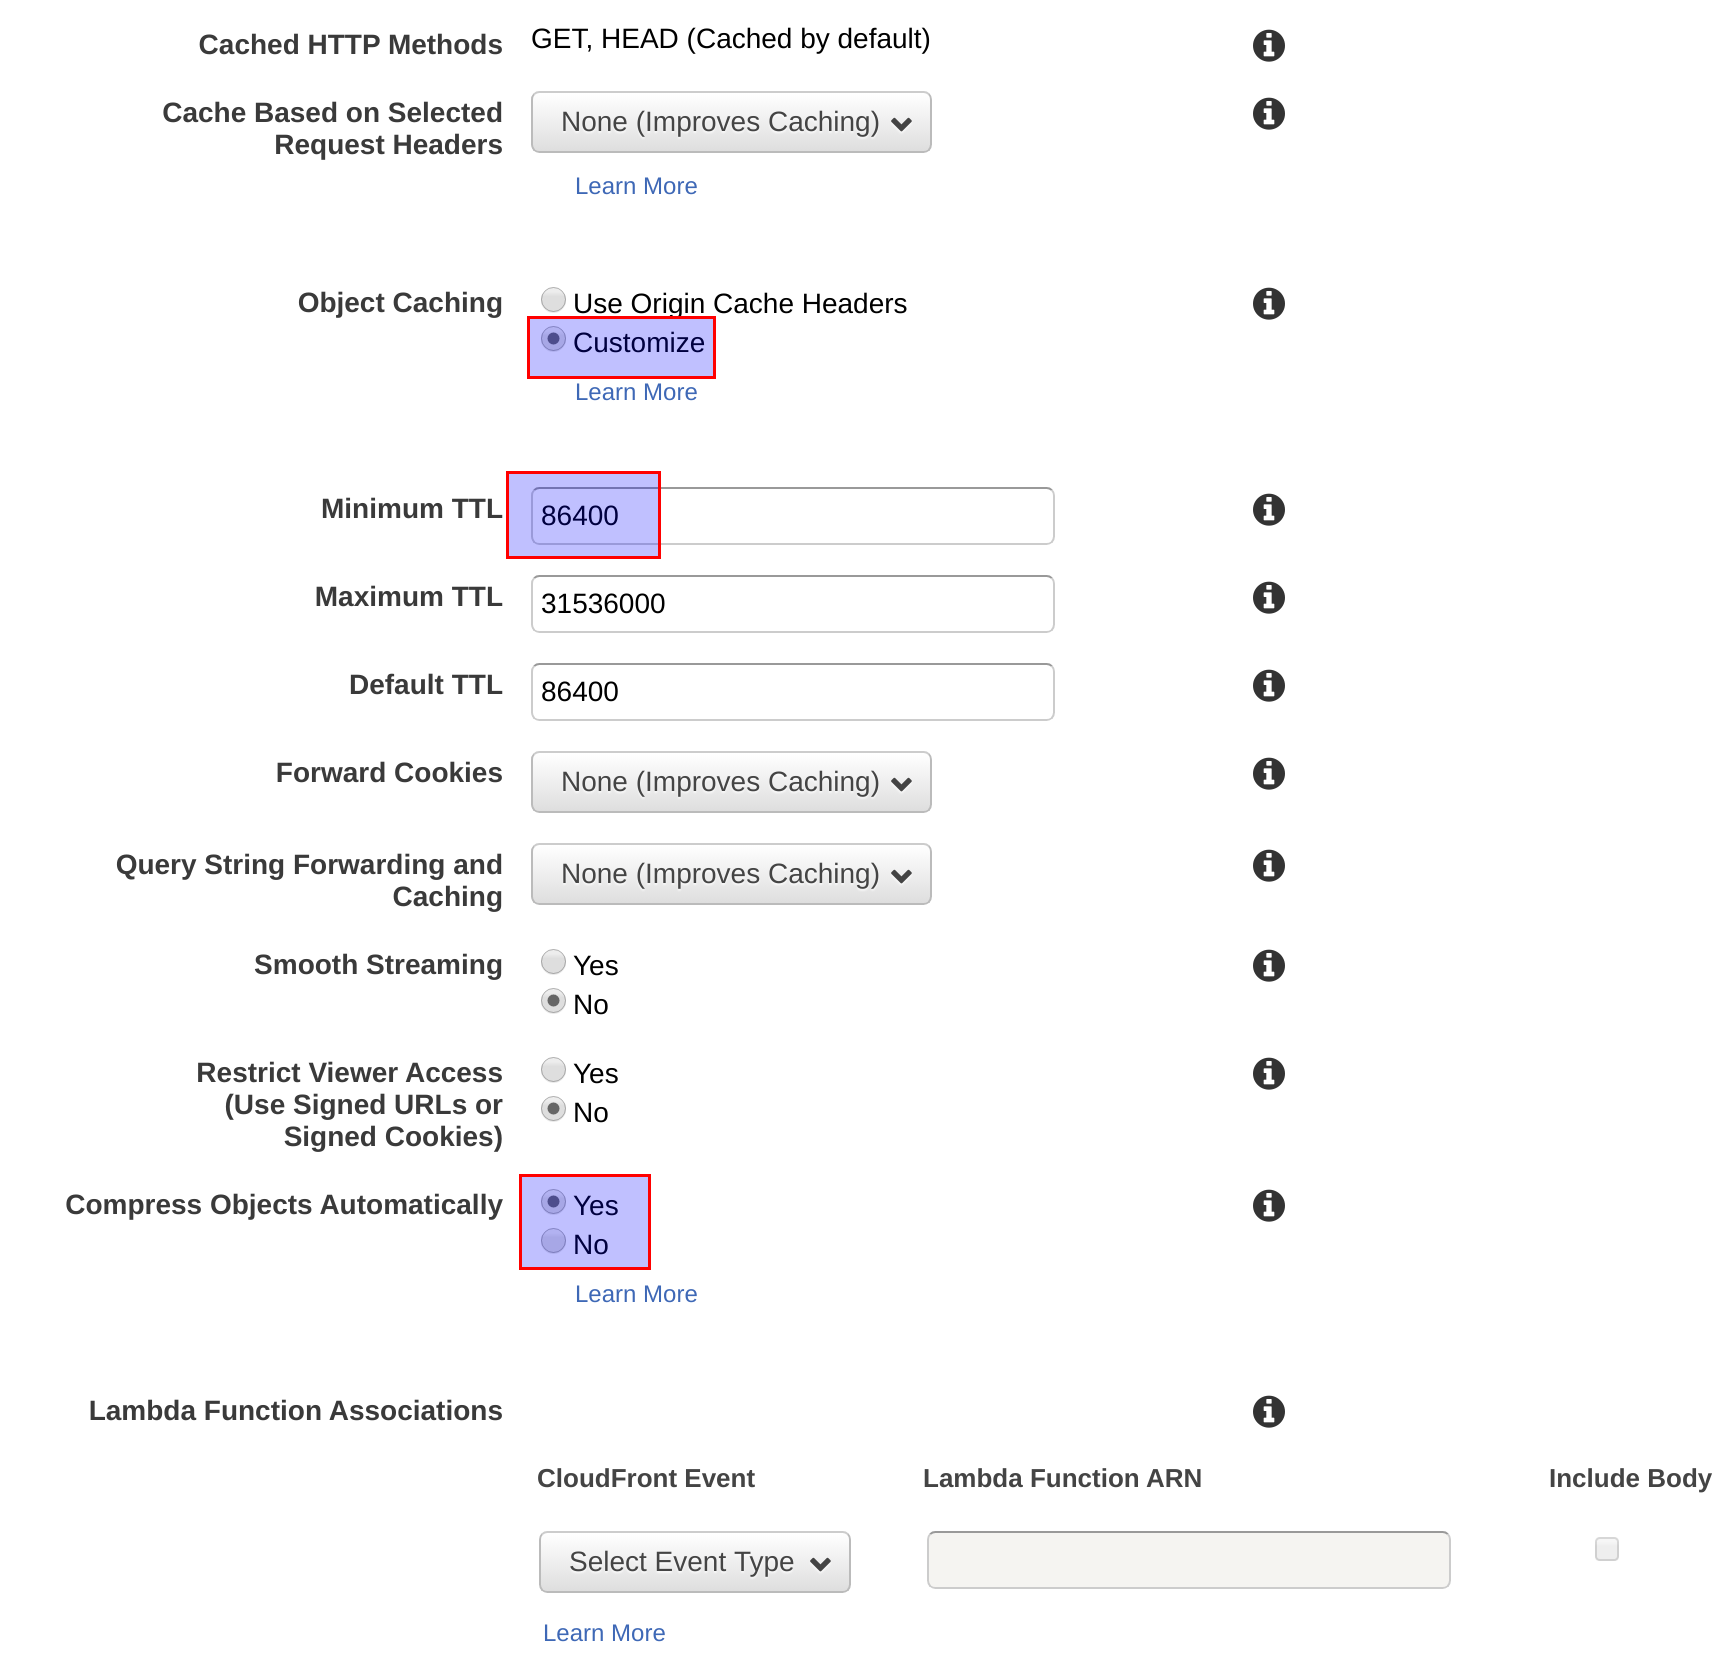 Cached HTTP Methods GET, HEAD (Cached by default)
Cache Based on Selected
Request Headers
None (Improves Caching)
Learn More
Object Caching
Use Origin Cache Headers
Customize
Learn More
Minimum TTL 86400
Maximum TTL 31536000
Default TTL 86400
Forward Cookies None (Improves Caching)
Query String Forwarding and
Caching
None (Improves Caching)
Smooth Streaming
Yes
No
Restrict Viewer Access
(Use Signed URLs or
Signed Cookies)
Yes
No
Compress Objects Automatically
Yes
No
Learn More
Lambda Function Associations
CloudFront Event Lambda Function ARN Include Body
Select Event Type
Learn More